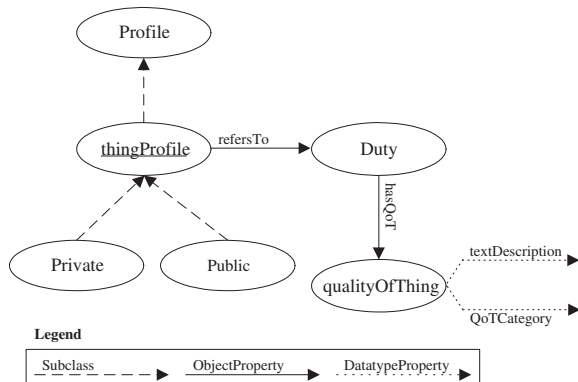 Profile
thingProfile
refersTo
Duty
hasQoT
Private
Public
qualityOfThing
textDescription
QoTCategory
Legend
Subclass
ObjectProperty
DatatypeProperty